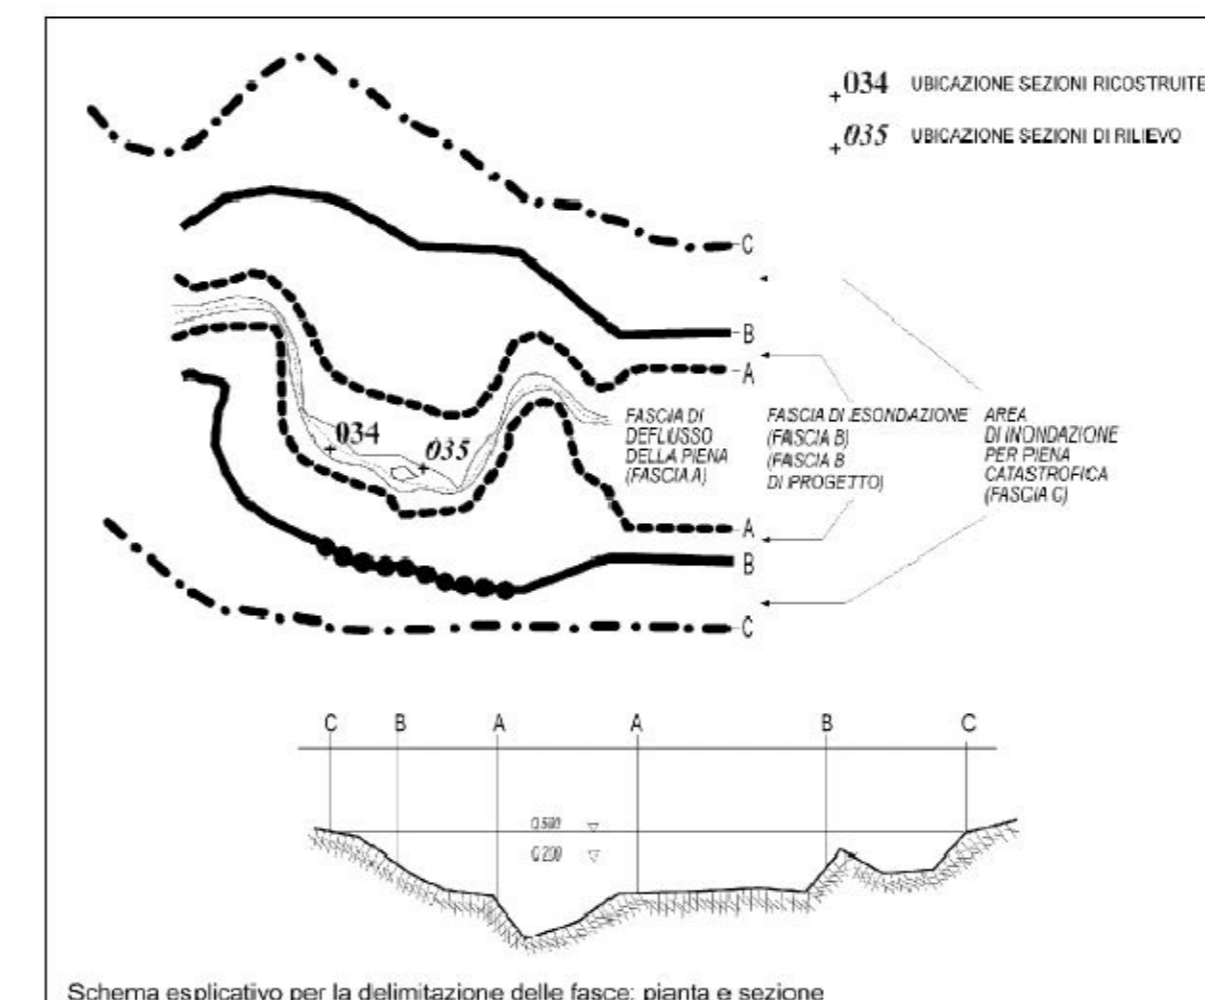 034 UBICAZIONE SEZIONI RICOSTRUITE
035 UBICAZIONE SEZIONI DI RILIEVO
C
B
A
034
035
FASCIA DI
DEFLIUSSO
DELLA PIENA
(FASCIA A)
FASCIA DI ESONDAZIONE
(FASCIA B)
(FASCIA B
DI PROGETTO)
AREA
DI INONDAZIONE
PER PIENA
CATASTROFICA
(FASCIA C)
A
B
C
C B A A B C
Q 500
Q 200
Schema esplicativo per la delimitazione delle fasce: pianta e sezione